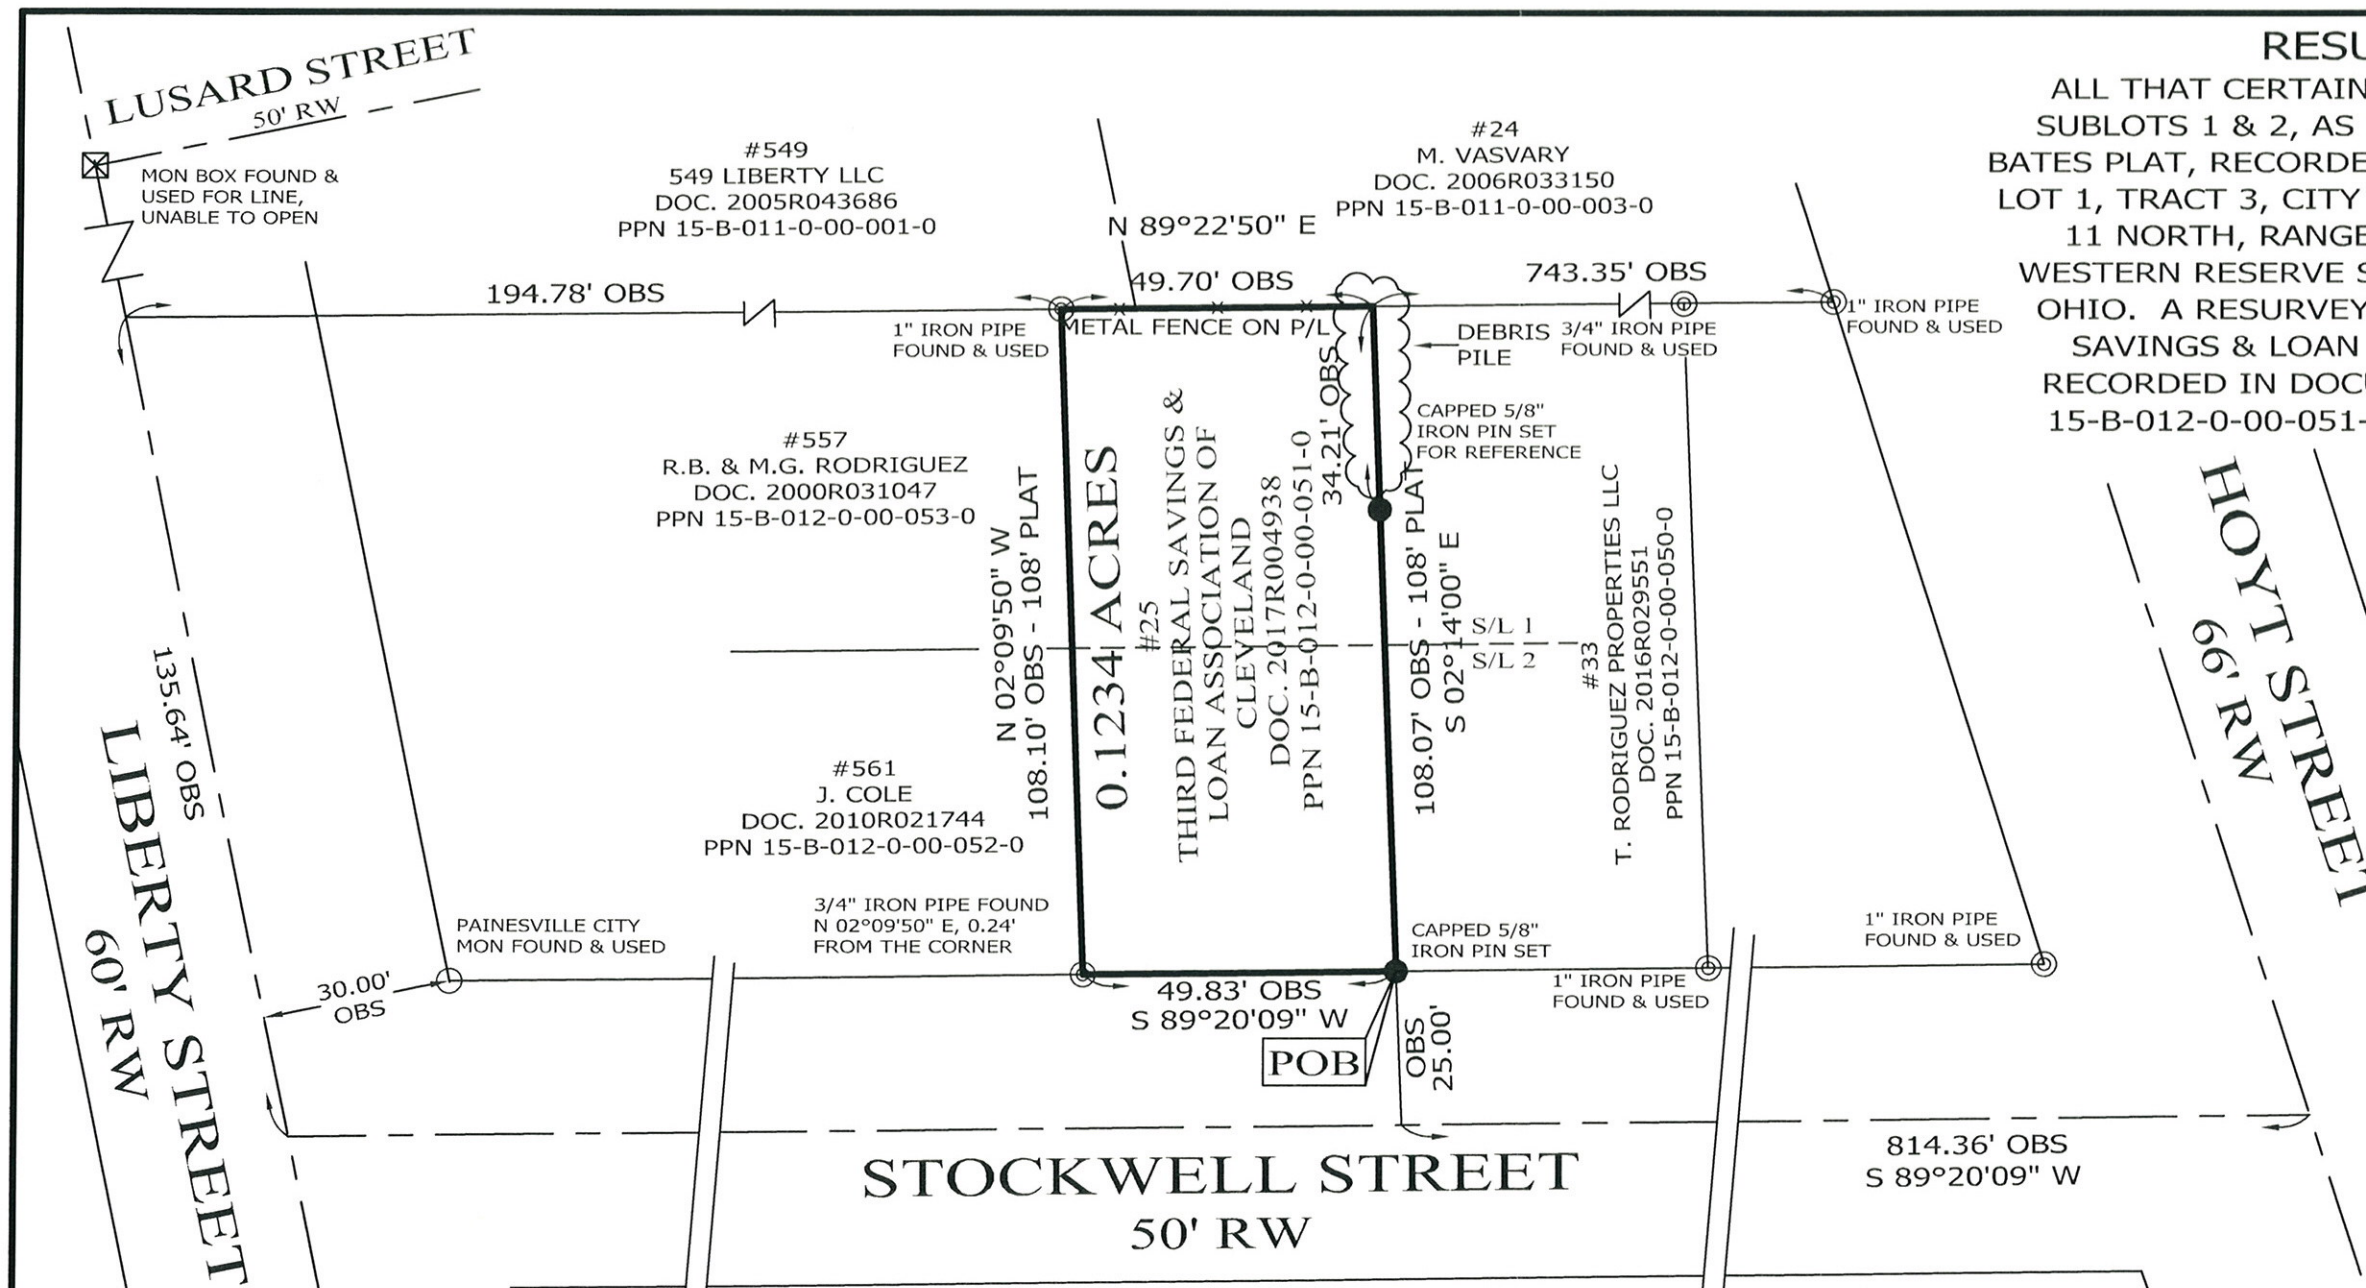 LUSARD STREET
50' RW
MON BOX FOUND &
USED FOR LINE,
UNABLE TO OPEN
#549
549 LIBERTY LLC
DOC. 2005R043686
PPN 15-B-011-0-00-001-0
#24
M. VASVARY
DOC. 2006R033150
PPN 15-B-011-0-00-003-0
N 89°22'50" E
194.78' OBS
49.70' OBS
743.35' OBS
1" IRON PIPE
FOUND & USED
METAL FENCE ON P/L
DEBRIS
PILE
3/4" IRON PIPE
FOUND & USED
1" IRON PIPE
FOUND & USED
RESU
ALL THAT CERTAIN
SUBLOTS 1 & 2, AS
BATES PLAT, RECORDE
LOT 1, TRACT 3, CITY
11 NORTH, RANGE
WESTERN RESERVE S
OHIO. A RESURVEY
SAVINGS & LOAN
RECORDED IN DOCU
15-B-012-0-00-051-
#557
R.B. & M.G. RODRIGUEZ
DOC. 2000R031047
PPN 15-B-012-0-00-053-0
N 02°09'50" W
108.10' OBS - 108' PLAT
0.1234 ACRES
#25
THIRD FEDERAL SAVINGS &
LOAN ASSOCIATION OF
CLEVELAND
DOC. 2017R004938
PPN 15-B-012-0-00-051-0
34.21' OBS
CAPPED 5/8"
IRON PIN SET
FOR REFERENCE
108.07' OBS - 108' PLAT
S 02°14'00" E
S/L 1
S/L 2
#33
T. RODRIGUEZ PROPERTIES LLC
DOC. 2016R029551
PPN 15-B-012-0-00-050-0
HOYT STREET
66' RW
135.64' OBS
LIBERTY STREET
60' RW
#561
J. COLE
DOC. 2010R021744
PPN 15-B-012-0-00-052-0
PAINESVILLE CITY
MON FOUND & USED
3/4" IRON PIPE FOUND
N 02°09'50" E, 0.24'
FROM THE CORNER
CAPPED 5/8"
IRON PIN SET
1" IRON PIPE
FOUND & USED
1" IRON PIPE
FOUND & USED
30.00'
OBS
49.83' OBS
S 89°20'09" W
POB
OBS
25.00'
814.36' OBS
S 89°20'09" W
STOCKWELL STREET
50' RW